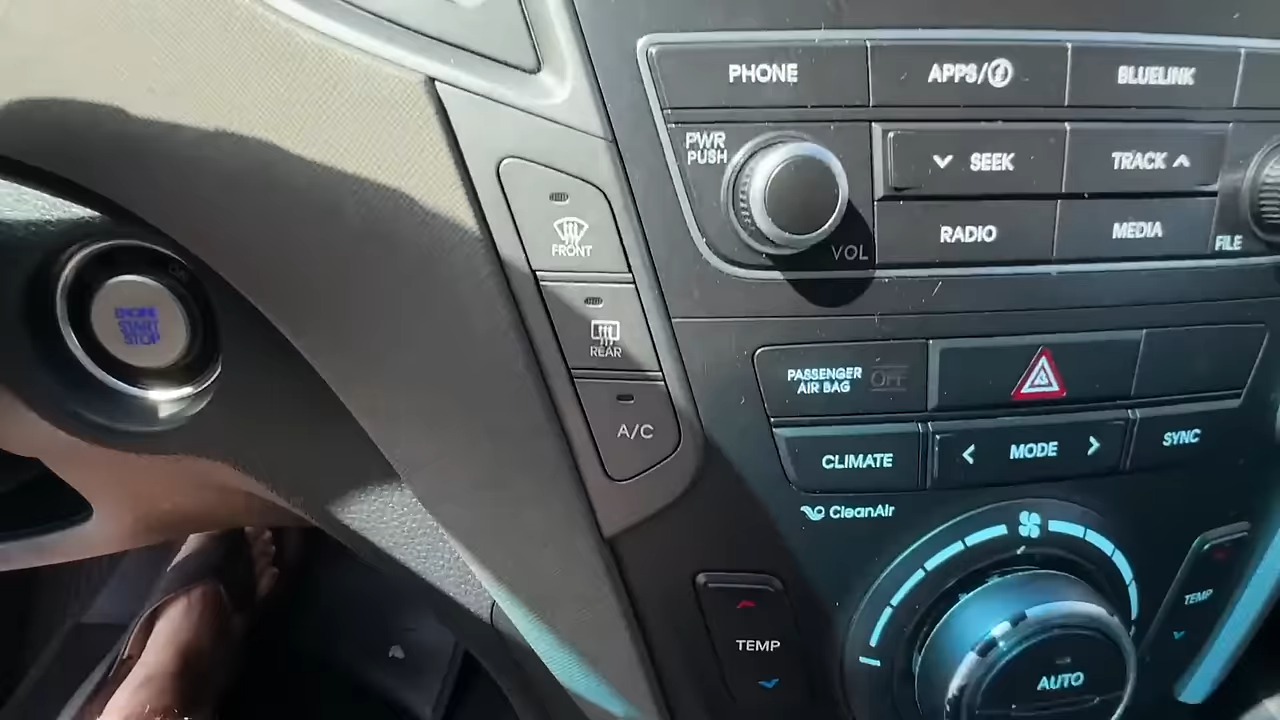 PHONE
APPS/
BLUELINK
PWR
PUSH
SEEK
TRACK
VOL
RADIO
MEDIA
FILE
FRONT
REAR
A/C
ENGINE
START
STOP
PASSENGER
AIR BAG
OFF
CLIMATE
MODE
SYNC
CleanAir
TEMP
TEMP
AUTO